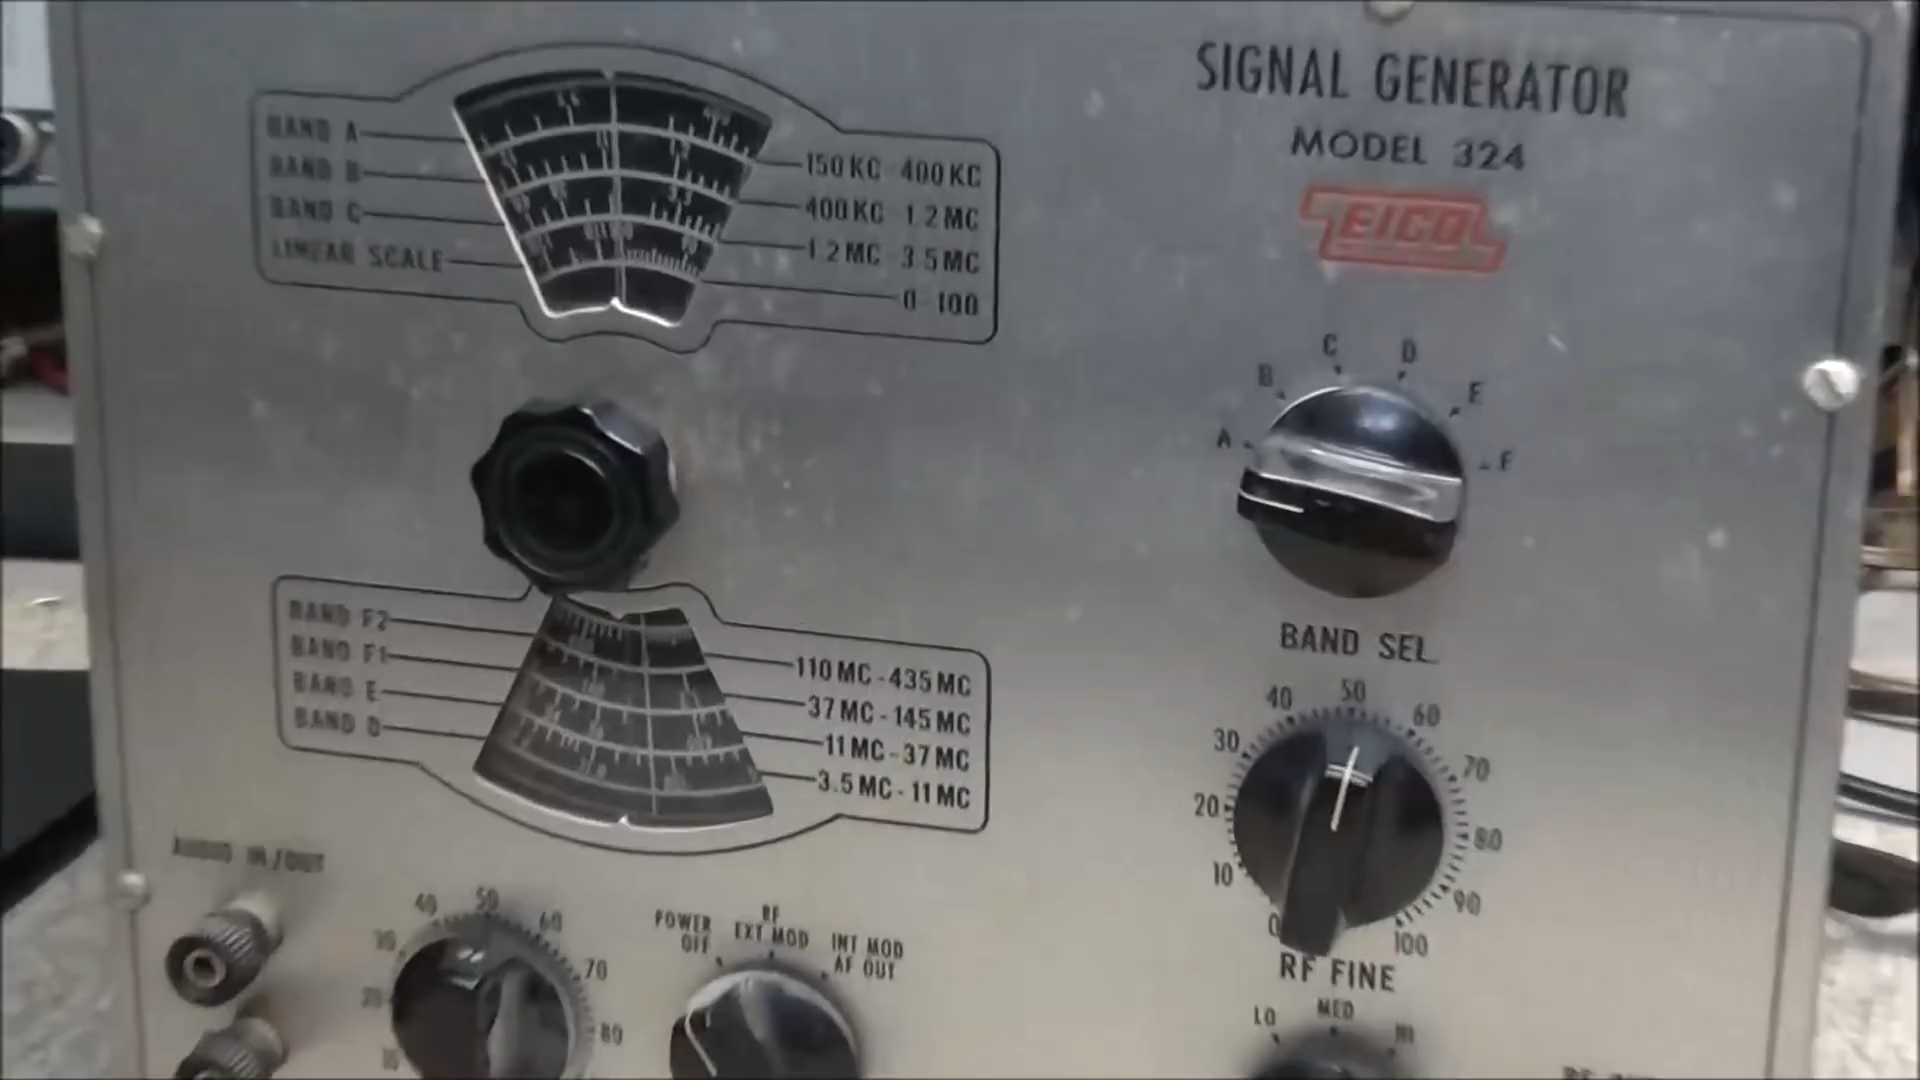 SIGNAL GENERATOR
MODEL 324
EICO
BAND A
BAND B
BAND C
LINEAR SCALE
150 KC - 400 KC
400 KC 1.2 MC
1.2 MC 3.5 MC
0 - 100
A B C D E F
BAND SEL.
BAND F2
BAND F1
BAND E
BAND D
110 MC - 435 MC
37 MC - 145 MC
11 MC - 37 MC
3.5 MC - 11 MC
0 10 20 30 40 50 60 70 80 90 100
RF FINE
LO MED HI
AUDIO IN/OUT
10 20 30 40 50 60 70 80
POWER
OFF
RF
EXT MOD
INT MOD
AF OUT